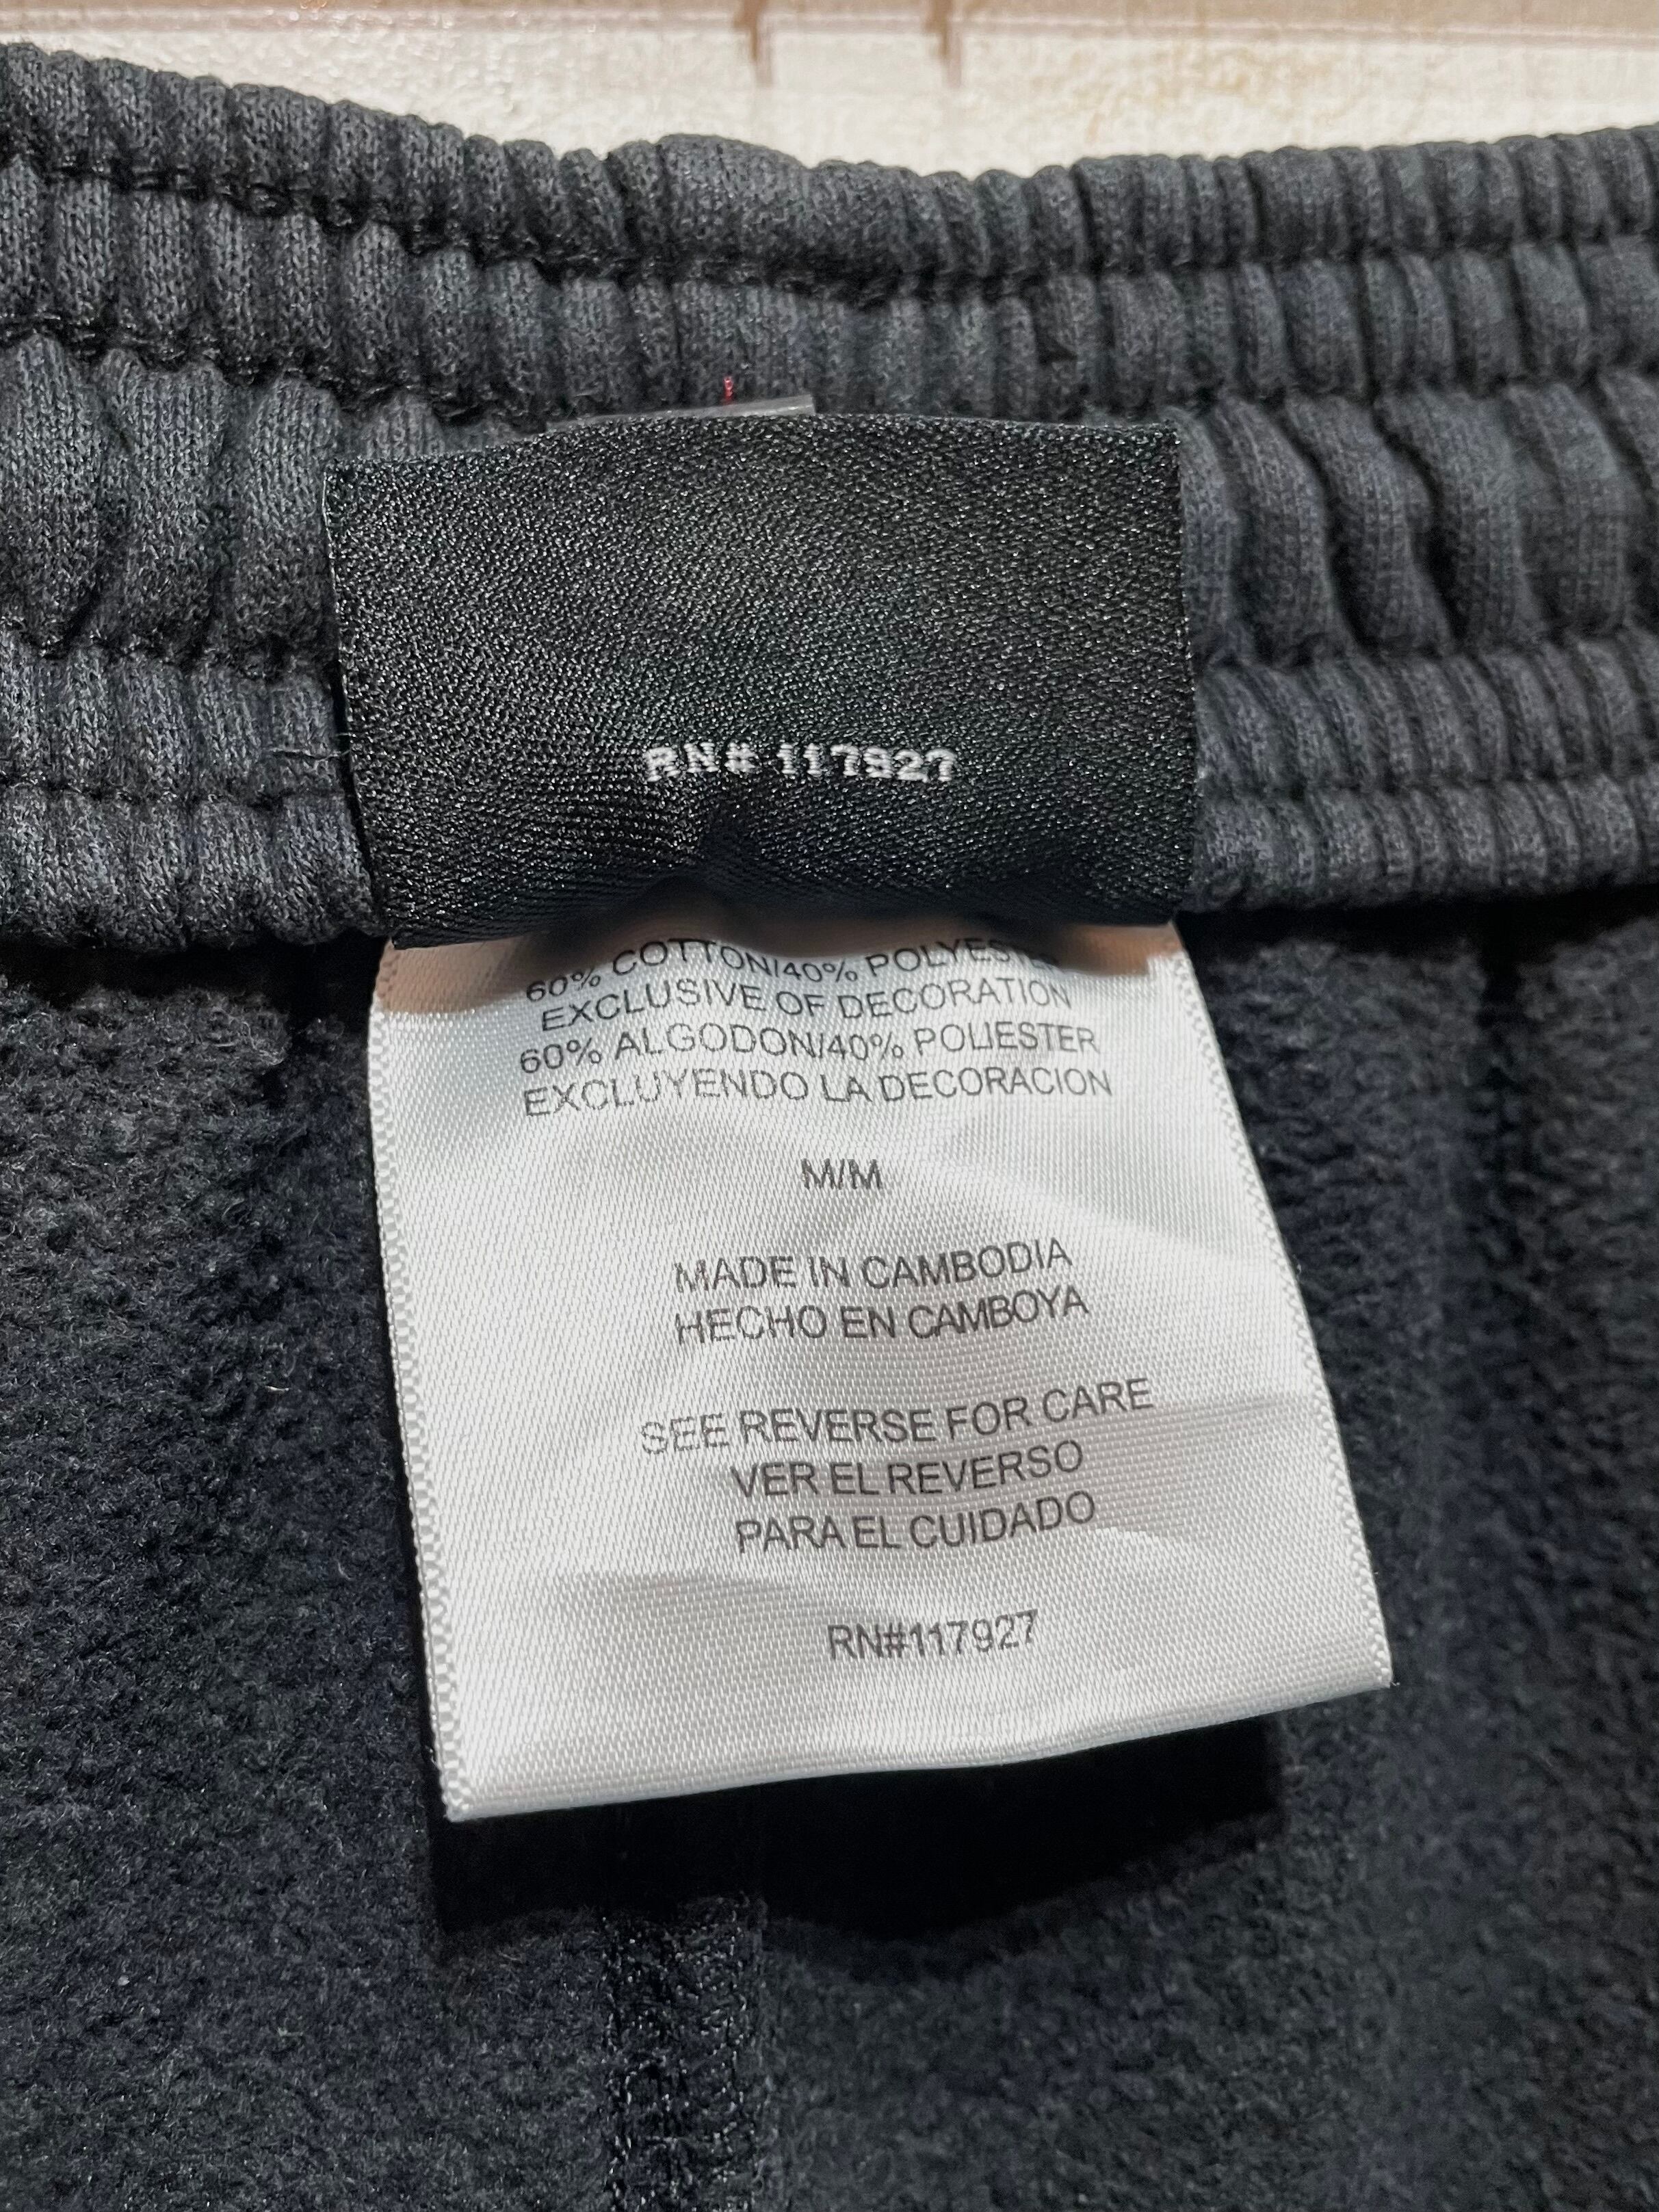 RN# 117927
60% COTTON/40% POLYESTER
EXCLUSIVE OF DECORATION
60% ALGODON/40% POLIESTER
EXCLUYENDO LA DECORACION
M/M
MADE IN CAMBODIA
HECHO EN CAMBOYA
SEE REVERSE FOR CARE
VER EL REVERSO
PARA EL CUIDADO
RN#117927